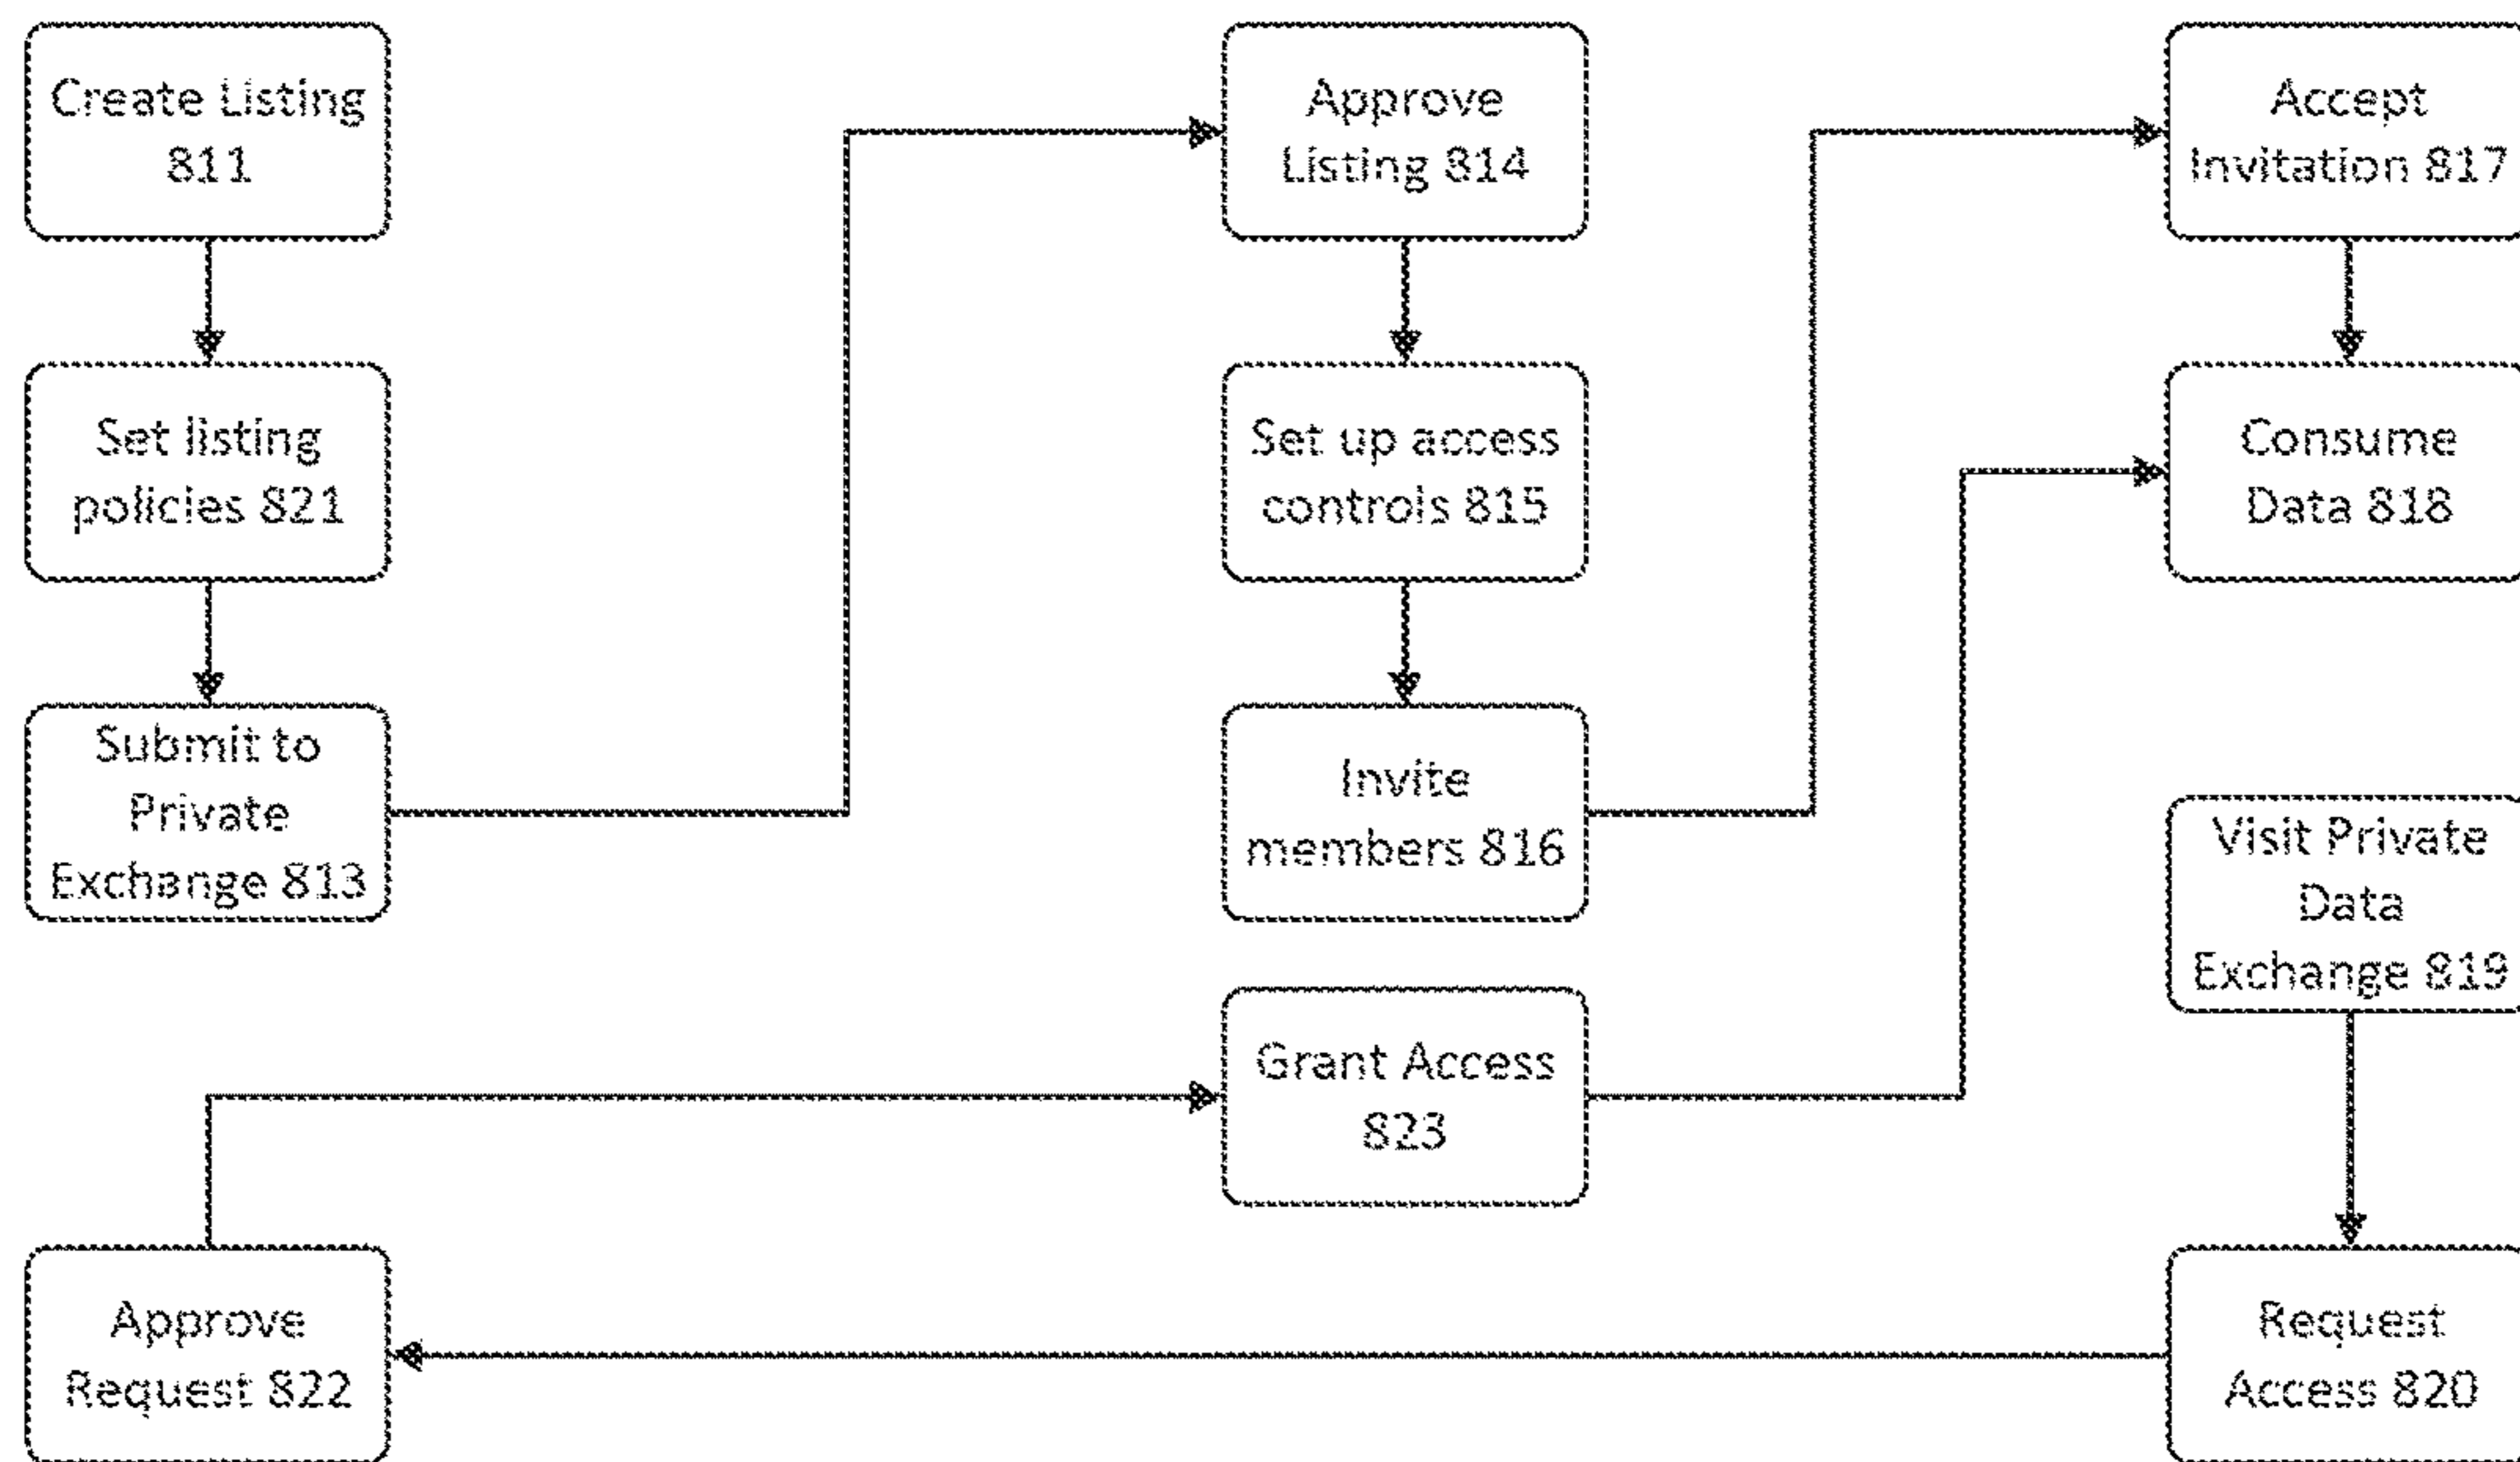 Create Listing
811
Set listing
policies 821
Submit to
Private
Exchange 813
Approve
Request 822
Approve
Listing 814
Set up access
controls 815
Invite
members 816
Grant Access
823
Accept
Invitation 817
Consume
Data 818
Visit Private
Data
Exchange 819
Request
Access 820